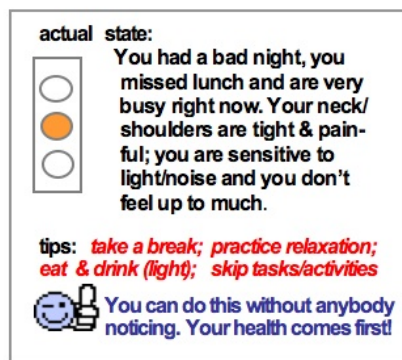 actual state:
You had a bad night, you
missed lunch and are very
busy right now. Your neck/
shoulders are tight & pain-
ful; you are sensitive to
light/noise and you don't
feel up to much.
tips: take a break; practice relaxation;
eat & drink (light); skip tasks/activities
You can do this without anybody
noticing. Your health comes first!